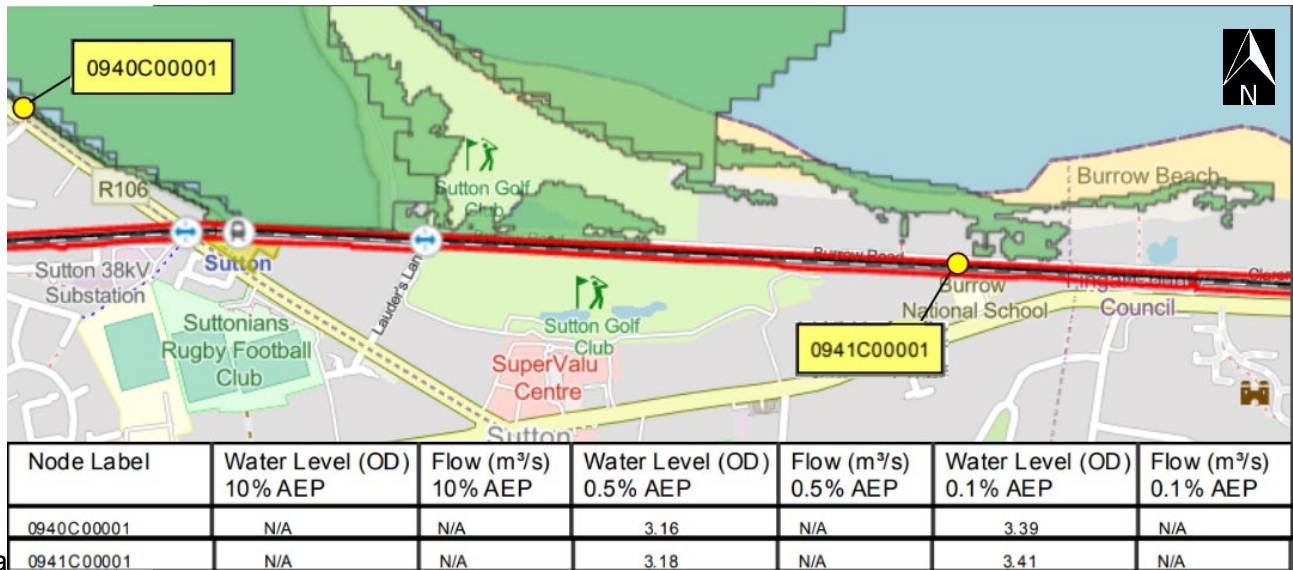 0940C00001
N
R106
Sutton Golf
Club
Burrow Beach
Sutton 38kV
Substation
Sutton
Lauder's Lan
Burrow Road
Burrow
National School
Council
Suttonians
Rugby Football
Club
Sutton Golf
Club
SuperValu
Centre
0941C00001
Sutton
Node Label Water Level (OD) Flow (m³/s) Water Level (OD) Flow (m³/s) Water Level (OD) Flow (m³/s)
10% AEP 10% AEP 0.5% AEP 0.5% AEP 0.1% AEP 0.1% AEP
0940C00001 N/A N/A 3.16 N/A 3.39 N/A
0941C00001 N/A N/A 3.18 N/A 3.41 N/A